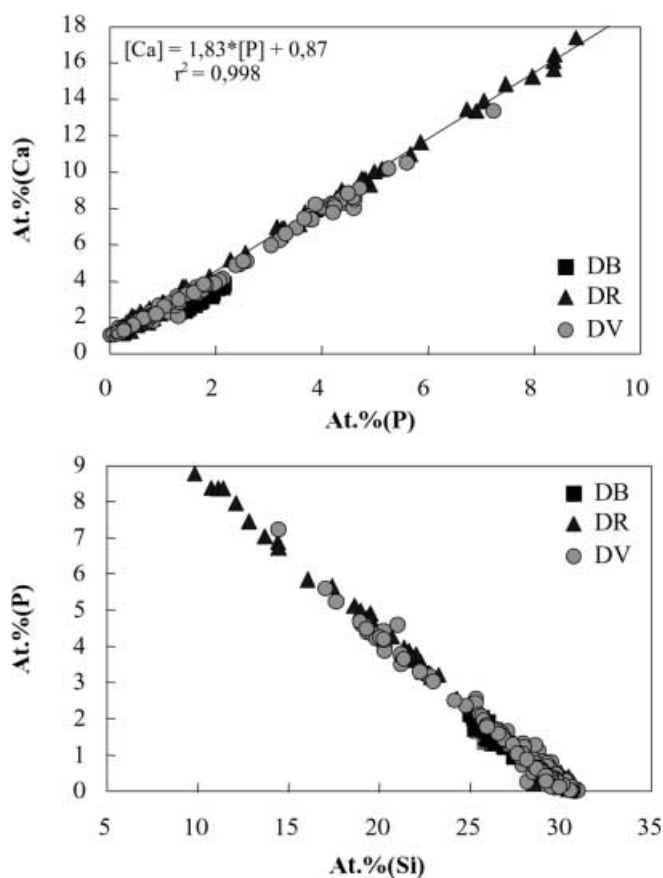 18
16
14
12
10
8
6
4
2
0
[Ca] = 1,83*[P] + 0,87
r² = 0,998
DB
DR
DV
0 2 4 6 8 10
At.%(P)
At.%(Ca)
9
8
7
6
5
4
3
2
1
0
DB
DR
DV
5 10 15 20 25 30 35
At.%(Si)
At.%(P)